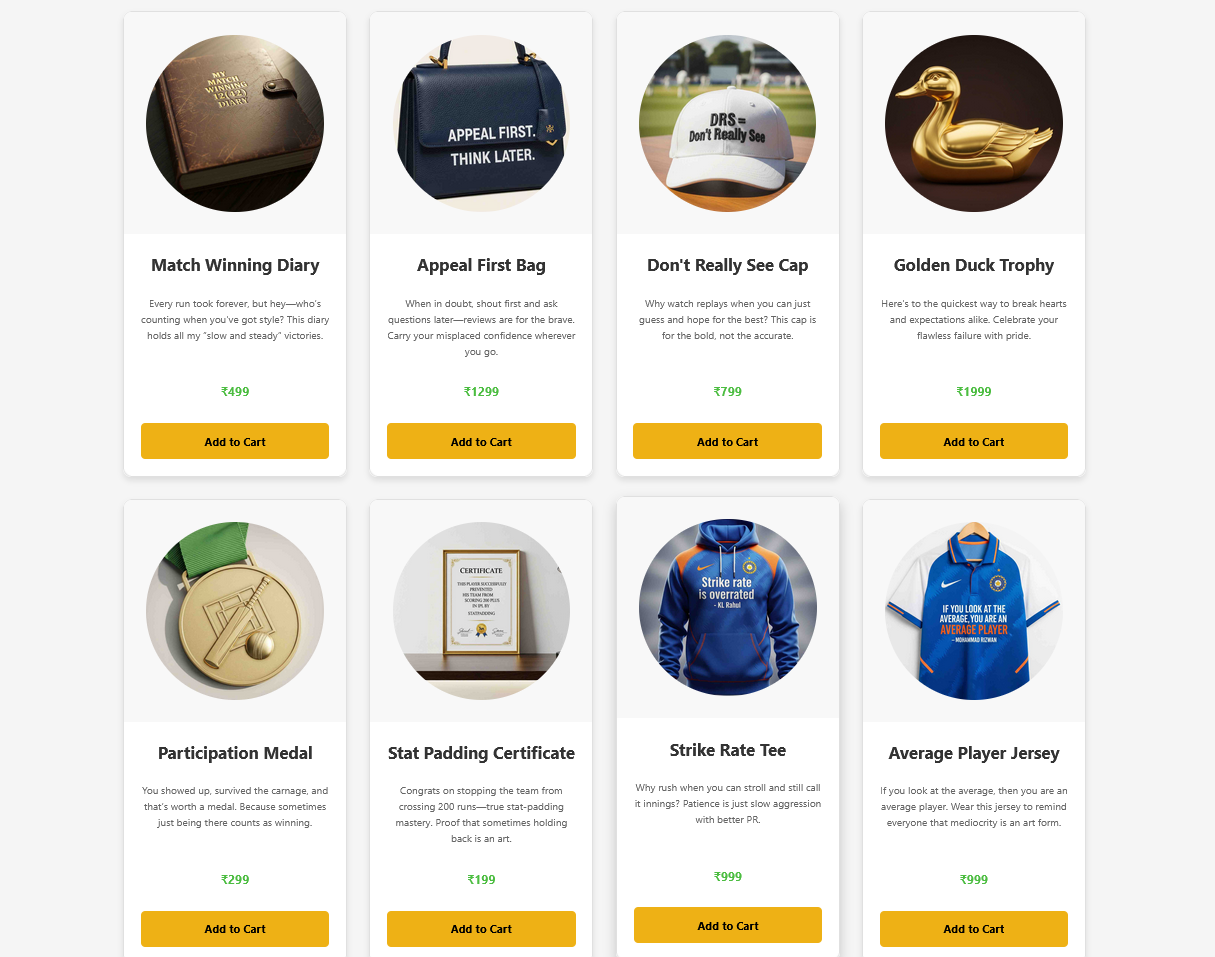 MY
MATCH
WINNING
12(42)
DIARY
APPEAL FIRST.
THINK LATER.
DRS =
Don't Really See
Match Winning Diary
Appeal First Bag
Don't Really See Cap
Golden Duck Trophy
Every run took forever, but hey—who's
counting when you've got style? This diary
holds all my "slow and steady" victories.
When in doubt, shout first and ask
questions later—reviews are for the brave.
Carry your misplaced confidence wherever
you go.
Why watch replays when you can just
guess and hope for the best? This cap is
for the bold, not the accurate.
Here's to the quickest way to break hearts
and expectations alike. Celebrate your
flawless failure with pride.
₹499
₹1299
₹799
₹1999
Add to Cart
Add to Cart
Add to Cart
Add to Cart
CERTIFICATE
THIS PLAYER SUCCESFULLY
PREVENTED
HIS TEAM FROM
SCORING 200 PLUS
IN IPL BY
STATPADDING
Strike rate
is overrated
- KL Rahul
IF YOU LOOK AT THE
AVERAGE, YOU ARE AN
AVERAGE PLAYER
- MOHAMMAD RIZWAN
Participation Medal
Stat Padding Certificate
Strike Rate Tee
Average Player Jersey
You showed up, survived the carnage, and
that's worth a medal. Because sometimes
just being there counts as winning.
Congrats on stopping the team from
crossing 200 runs—true stat-padding
mastery. Proof that sometimes holding
back is an art.
Why rush when you can stroll and still call
it innings? Patience is just slow aggression
with better PR.
If you look at the average, then you are an
average player. Wear this jersey to remind
everyone that mediocrity is an art form.
₹299
₹199
₹999
₹999
Add to Cart
Add to Cart
Add to Cart
Add to Cart